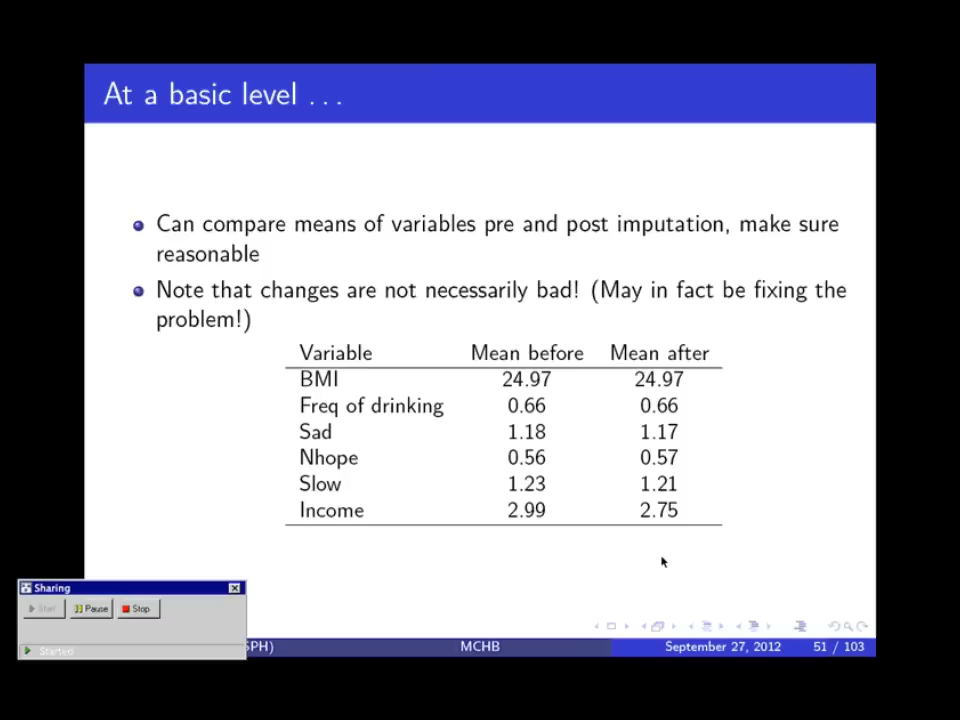 At a basic level ...
Can compare means of variables pre and post imputation, make sure
reasonable
Note that changes are not necessarily bad! (May in fact be fixing the
problem!)
Variable Mean before Mean after
BMI 24.97 24.97
Freq of drinking 0.66 0.66
Sad 1.18 1.17
Nhope 0.56 0.57
Slow 1.23 1.21
Income 2.99 2.75
Sharing
Start Pause Stop
Started
SPH) MCHB September 27, 2012 51 / 103